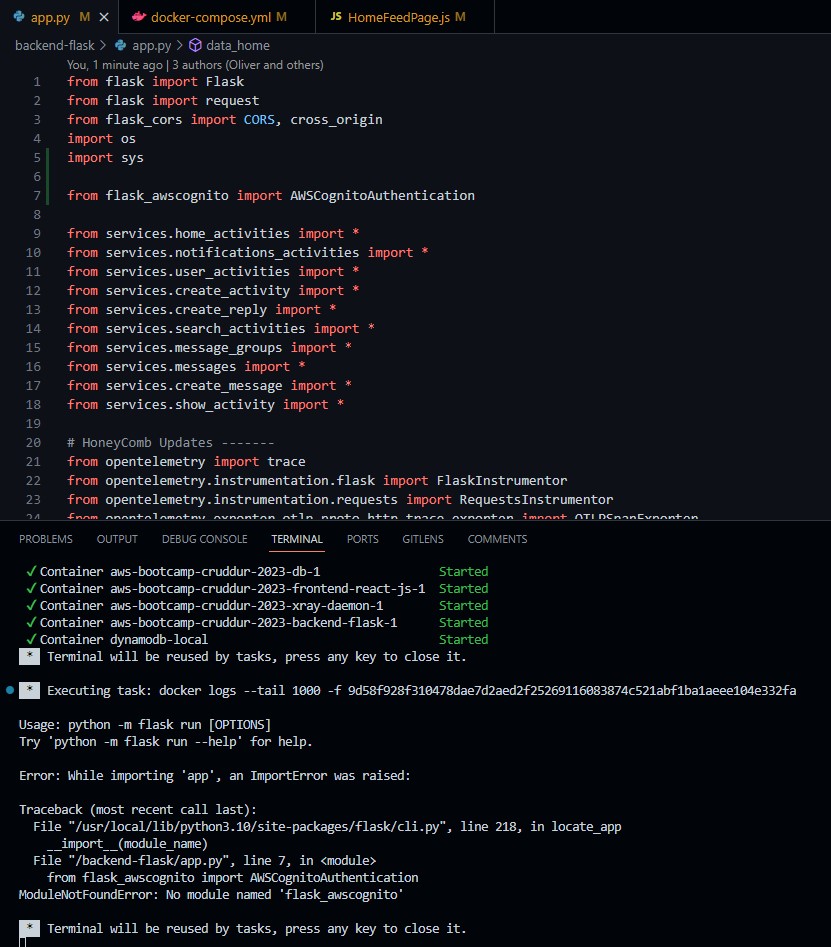 app.py M
docker-compose.yml M
JS HomeFeedPage.js M
backend-flask > app.py > data_home
You, 1 minute ago | 3 authors (Oliver and others)
1 from flask import Flask
2 from flask import request
3 from flask_cors import CORS, cross_origin
4 import os
5 import sys
6
7 from flask_awscognito import AWSCognitoAuthentication
8
9 from services.home_activities import *
10 from services.notifications_activities import *
11 from services.user_activities import *
12 from services.create_activity import *
13 from services.create_reply import *
14 from services.search_activities import *
15 from services.message_groups import *
16 from services.messages import *
17 from services.create_message import *
18 from services.show_activity import *
19
20 # HoneyComb Updates -------
21 from opentelemetry import trace
22 from opentelemetry.instrumentation.flask import FlaskInstrumentor
23 from opentelemetry.instrumentation.requests import RequestsInstrumentor
24 from opentelemetry.exporter.otlp.proto.http.trace_exporter import OTLPSpanExporter
PROBLEMS OUTPUT DEBUG CONSOLE TERMINAL PORTS GITLENS COMMENTS
✓ Container aws-bootcamp-cruddur-2023-db-1 Started
✓ Container aws-bootcamp-cruddur-2023-frontend-react-js-1 Started
✓ Container aws-bootcamp-cruddur-2023-xray-daemon-1 Started
✓ Container aws-bootcamp-cruddur-2023-backend-flask-1 Started
✓ Container dynamodb-local Started
* Terminal will be reused by tasks, press any key to close it.
* Executing task: docker logs --tail 1000 -f 9d58f928f310478dae7d2aed2f25269116083874c521abf1ba1aeee104e332fa
Usage: python -m flask run [OPTIONS]
Try 'python -m flask run --help' for help.
Error: While importing 'app', an ImportError was raised:
Traceback (most recent call last):
File "/usr/local/lib/python3.10/site-packages/flask/cli.py", line 218, in locate_app
__import__(module_name)
File "/backend-flask/app.py", line 7, in <module>
from flask_awscognito import AWSCognitoAuthentication
ModuleNotFoundError: No module named 'flask_awscognito'
* Terminal will be reused by tasks, press any key to close it.